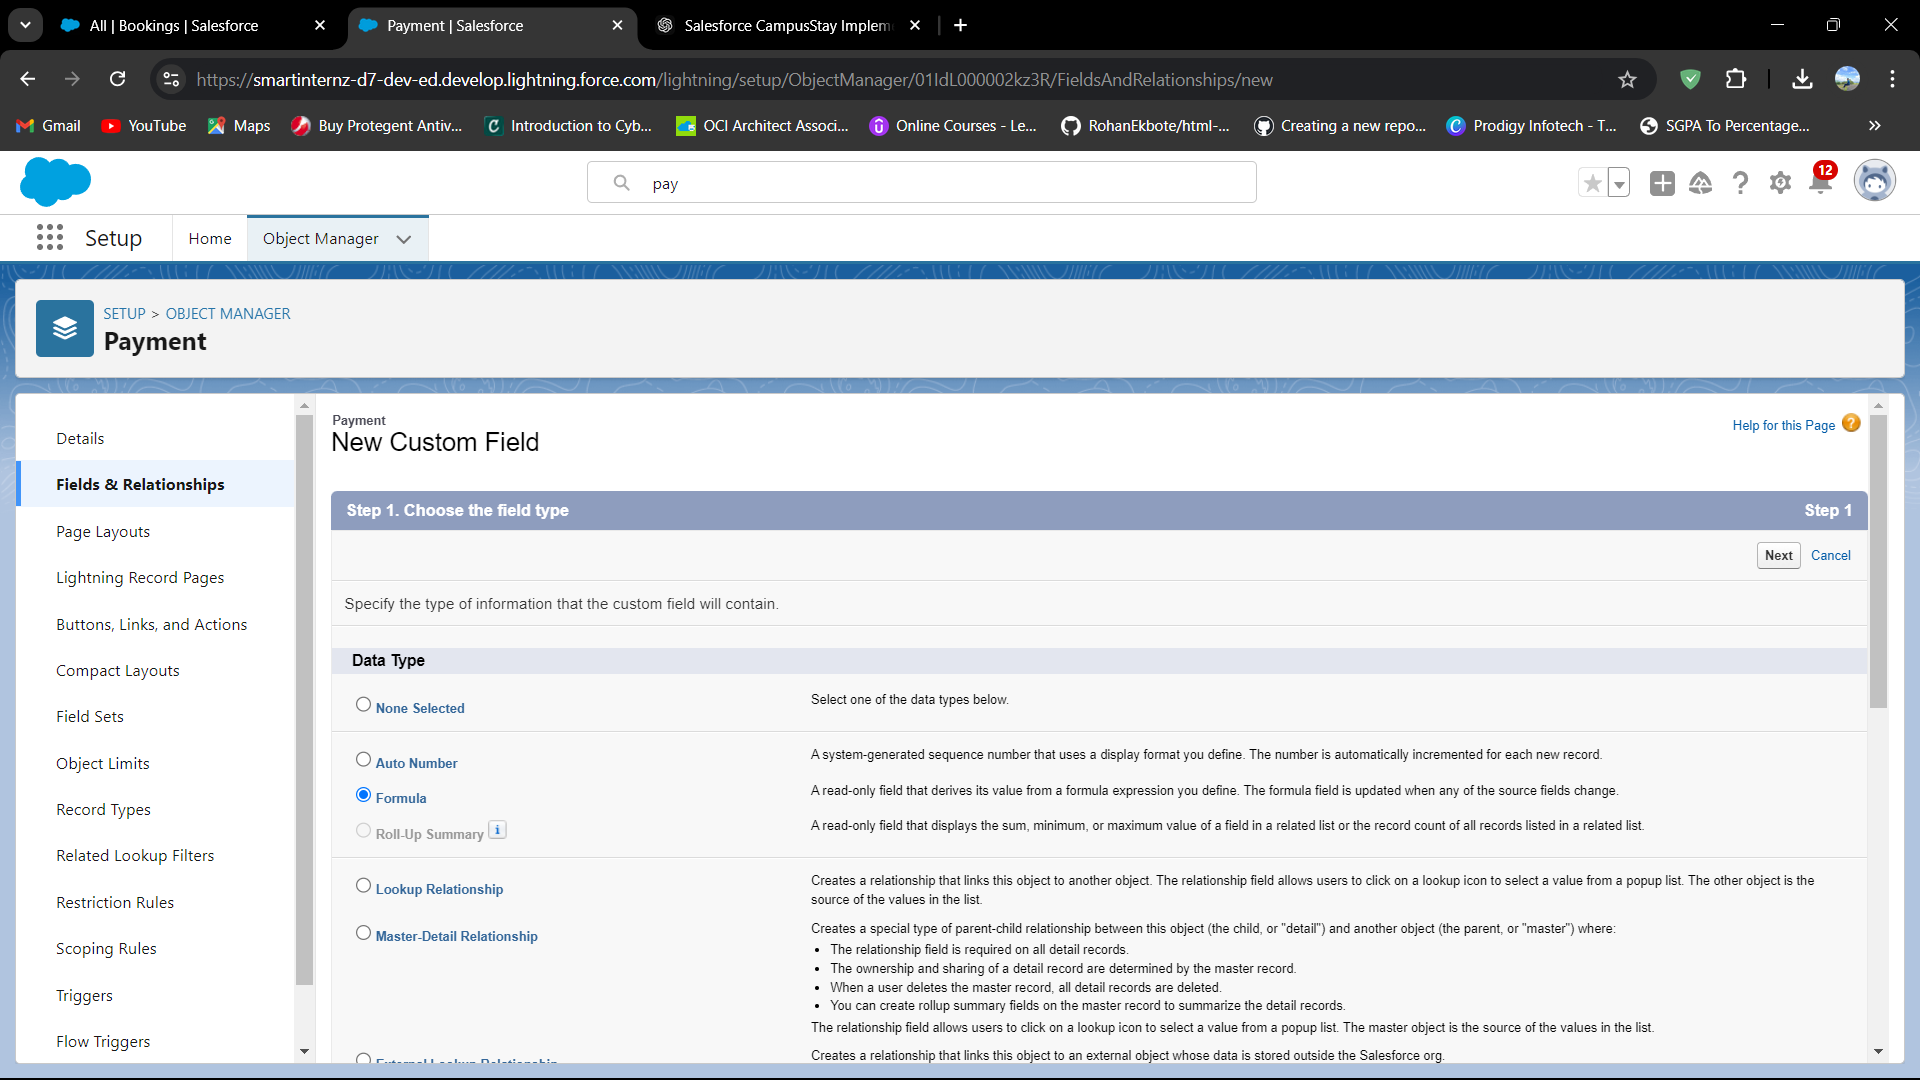 All | Bookings | Salesforce
Payment | Salesforce
Salesforce CampusStay Implem
https://smartinternz-d7-dev-ed.develop.lightning.force.com/lightning/setup/ObjectManager/01IdL000002kz3R/FieldsAndRelationships/new
Gmail
YouTube
Maps
Buy Protegent Antiv...
Introduction to Cyb...
OCI Architect Associ...
Online Courses - Le...
RohanEkbote/html-...
Creating a new repo...
Prodigy Infotech - T...
SGPA To Percentage...
pay
12
Setup
Home
Object Manager
SETUP > OBJECT MANAGER
Payment
Details
Fields & Relationships
Page Layouts
Lightning Record Pages
Buttons, Links, and Actions
Compact Layouts
Field Sets
Object Limits
Record Types
Related Lookup Filters
Restriction Rules
Scoping Rules
Triggers
Flow Triggers
Payment
New Custom Field
Help for this Page
Step 1. Choose the field type
Step 1
Next
Cancel
Specify the type of information that the custom field will contain.
Data Type
None Selected
Select one of the data types below.
Auto Number
A system-generated sequence number that uses a display format you define. The number is automatically incremented for each new record.
Formula
A read-only field that derives its value from a formula expression you define. The formula field is updated when any of the source fields change.
Roll-Up Summary
A read-only field that displays the sum, minimum, or maximum value of a field in a related list or the record count of all records listed in a related list.
Lookup Relationship
Creates a relationship that links this object to another object. The relationship field allows users to click on a lookup icon to select a value from a popup list. The other object is the
source of the values in the list.
Master-Detail Relationship
Creates a special type of parent-child relationship between this object (the child, or "detail") and another object (the parent, or "master") where:
• The relationship field is required on all detail records.
• The ownership and sharing of a detail record are determined by the master record.
• When a user deletes the master record, all detail records are deleted.
• You can create rollup summary fields on the master record to summarize the detail records.
The relationship field allows users to click on a lookup icon to select a value from a popup list. The master object is the source of the values in the list.
External Lookup Relationship
Creates a relationship that links this object to an external object whose data is stored outside the Salesforce org.